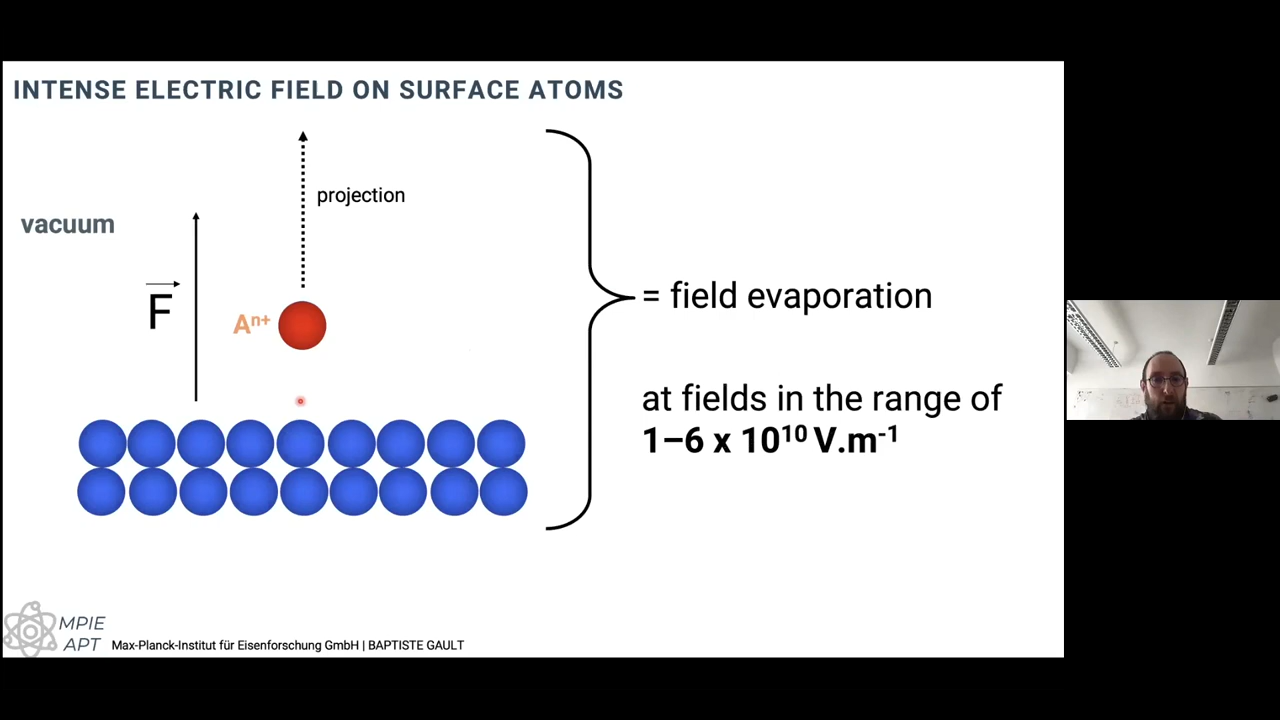 INTENSE ELECTRIC FIELD ON SURFACE ATOMS
projection
vacuum
F
Aⁿ⁺
= field evaporation
at fields in the range of
1–6 x 10¹⁰ V.m⁻¹
MPIE
APT
Max-Planck-Institut für Eisenforschung GmbH | BAPTISTE GAULT